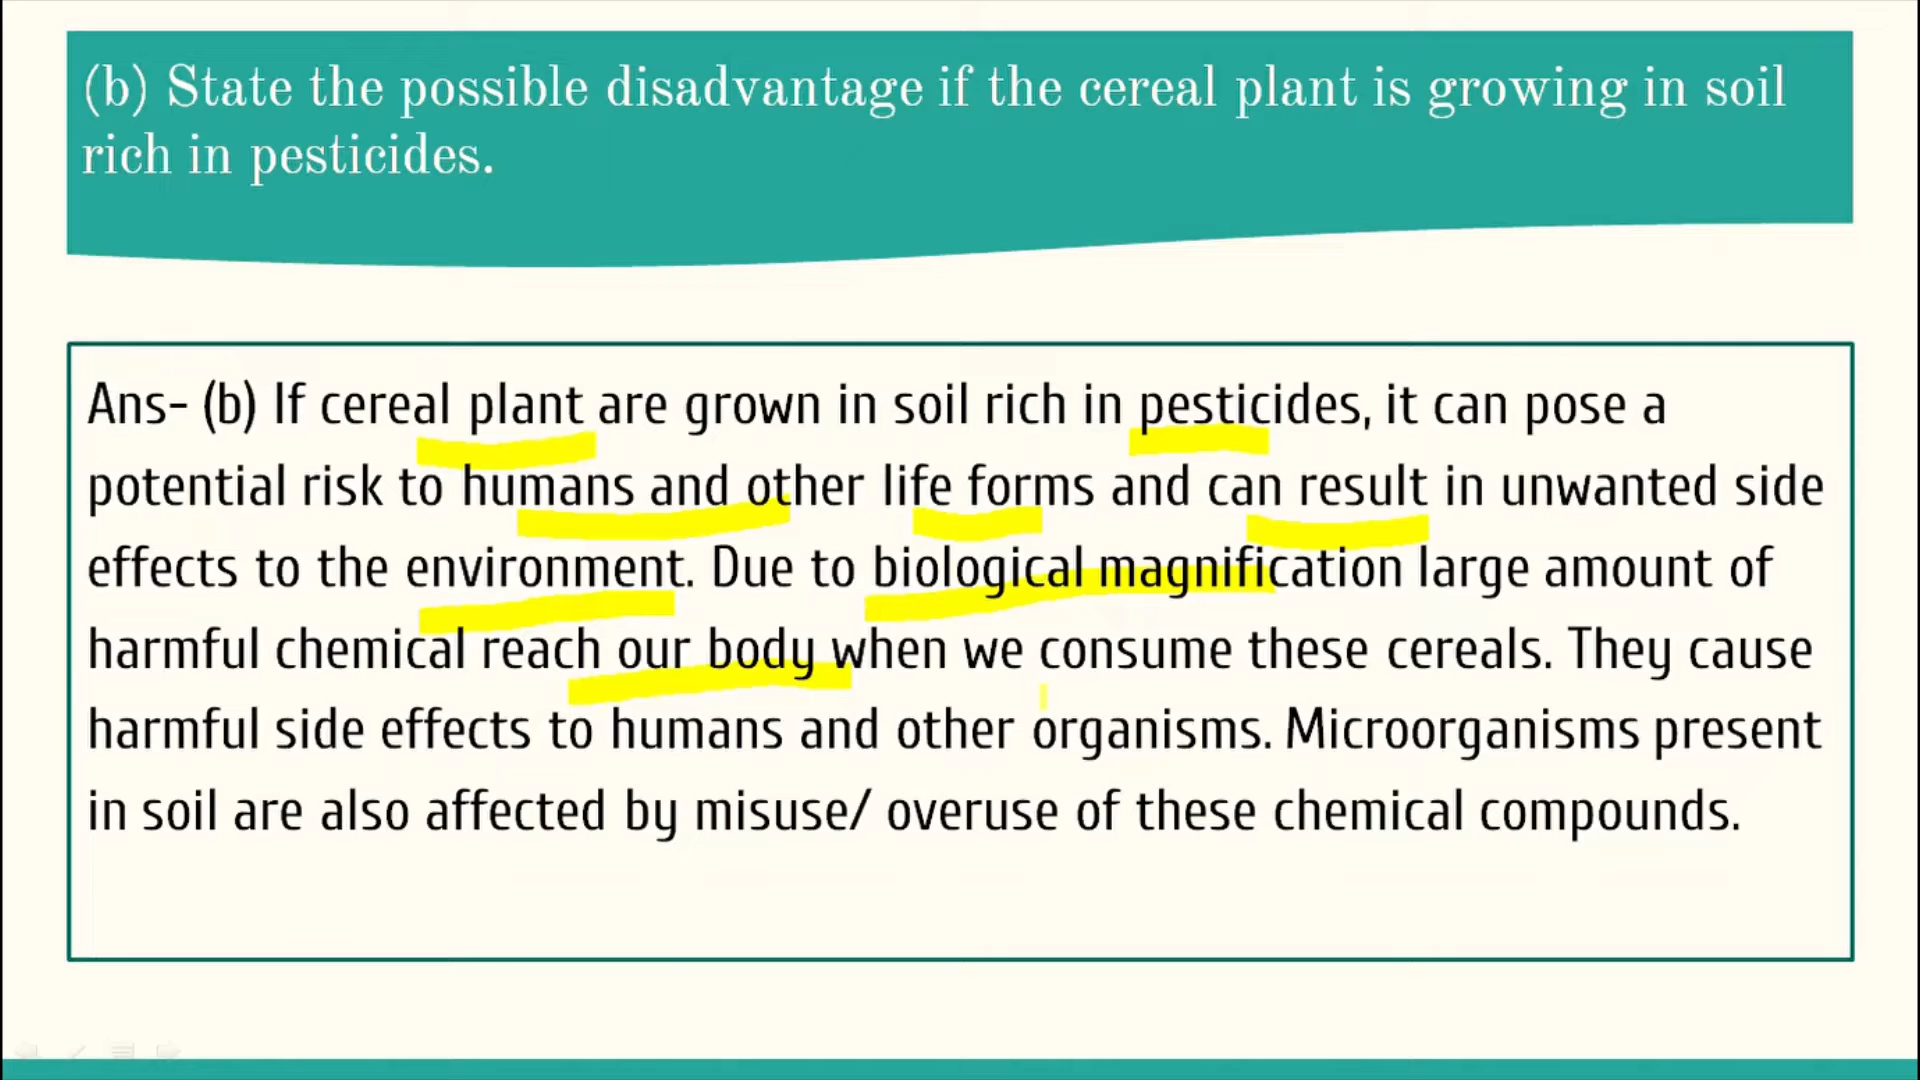 (b) State the possible disadvantage if the cereal plant is growing in soil
rich in pesticides.
Ans- (b) If cereal plant are grown in soil rich in pesticides, it can pose a
potential risk to humans and other life forms and can result in unwanted side
effects to the environment. Due to biological magnification large amount of
harmful chemical reach our body when we consume these cereals. They cause
harmful side effects to humans and other organisms. Microorganisms present
in soil are also affected by misuse/ overuse of these chemical compounds.